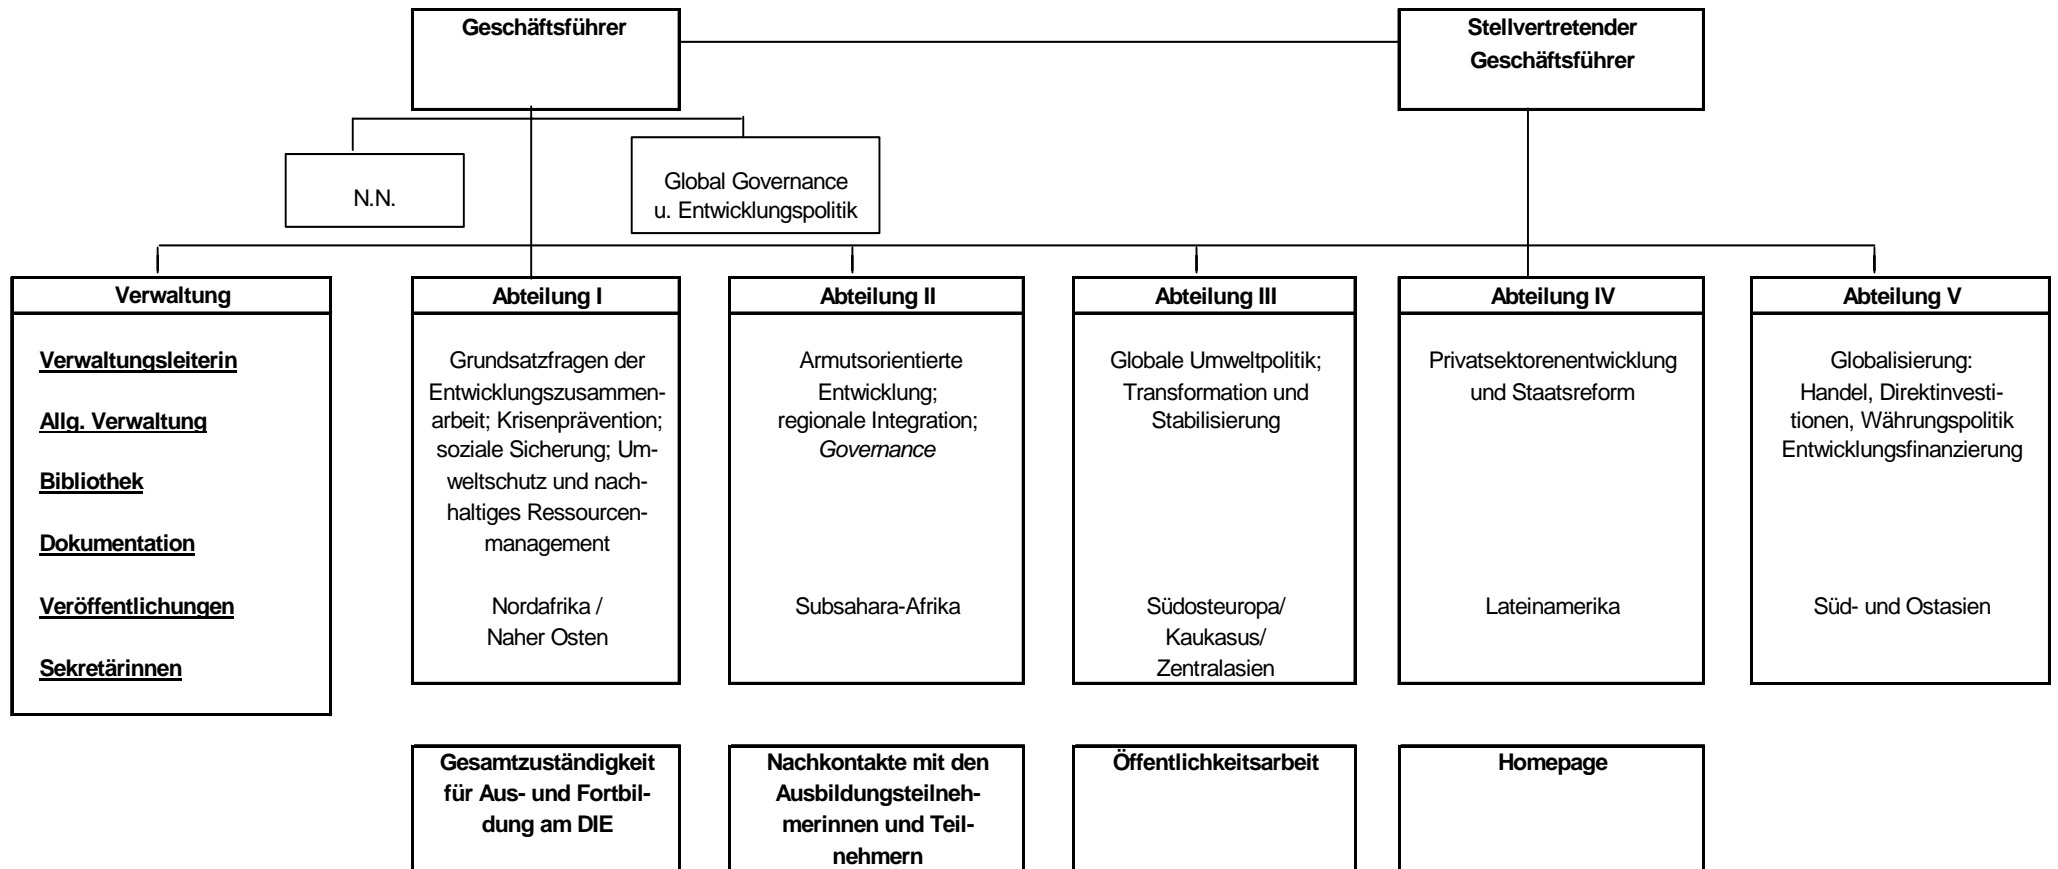 Geschäftsführer
Stellvertretender
Geschäftsführer
N.N.
Global Governance
u. Entwicklungspolitik
Verwaltung
Verwaltungsleiterin
Allg. Verwaltung
Bibliothek
Dokumentation
Veröffentlichungen
Sekretärinnen
Abteilung I
Grundsatzfragen der
Entwicklungszusammen-
arbeit; Krisenprävention;
soziale Sicherung; Um-
weltschutz und nach-
haltiges Ressourcen-
management
Nordafrika /
Naher Osten
Abteilung II
Armutsorientierte
Entwicklung;
regionale Integration;
Governance
Subsahara-Afrika
Abteilung III
Globale Umweltpolitik;
Transformation und
Stabilisierung
Südosteuropa/
Kaukasus/
Zentralasien
Abteilung IV
Privatsektorenentwicklung
und Staatsreform
Lateinamerika
Abteilung V
Globalisierung:
Handel, Direktinvesti-
tionen, Währungspolitik
Entwicklungsfinanzierung
Süd- und Ostasien
Gesamtzuständigkeit
für Aus- und Fortbil-
dung am DIE
Nachkontakte mit den
Ausbildungsteilneh-
merinnen und Teil-
nehmern
Öffentlichkeitsarbeit
Homepage